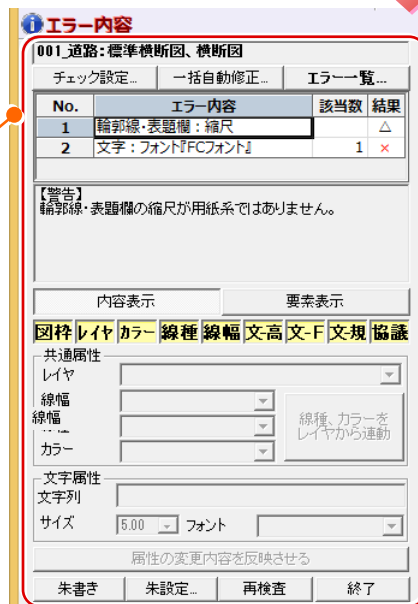 エラー内容
001_道路:標準横断図、横断図
チェック設定... 一括自動修正... エラー一覧...
No. エラー内容 該当数 結果
1 輪郭線・表題欄:縮尺 △
2 文字:フォント『FCフォント』 1 ×
【警告】
輪郭線・表題欄の縮尺が用紙系ではありません。
内容表示 要素表示
図枠 レイヤ カラー 線種 線幅 文-高 文-F 文-規 協議
共通属性
レイヤ
線幅
線幅
カラー
線種、カラーを
レイヤから連動
文字属性
文字列
サイズ 5.00 フォント
属性の変更内容を反映させる
朱書き 朱設定... 再検査 終了